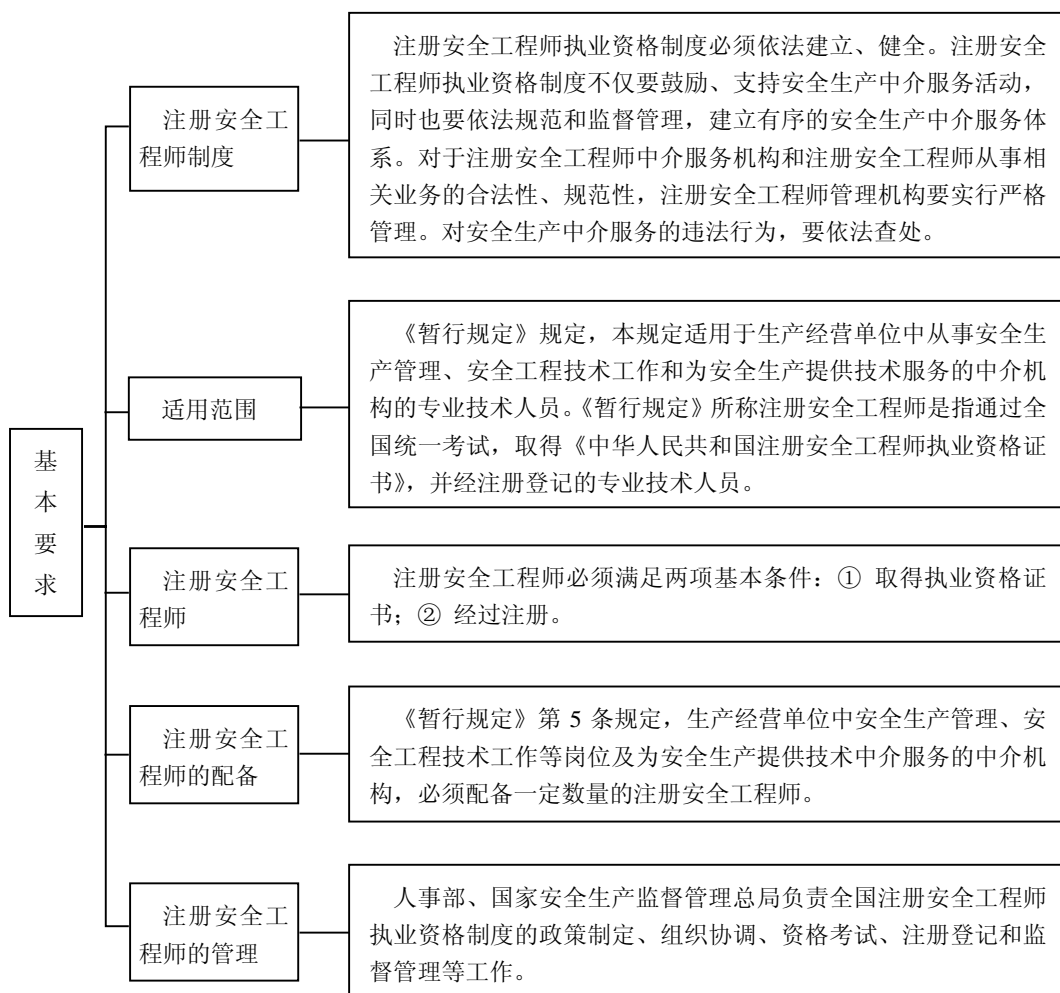 基
本
要
求
注册安全工
程师制度
注册安全工程师执业资格制度必须依法建立、健全。注册安全
工程师执业资格制度不仅要鼓励、支持安全生产中介服务活动，
同时也要依法规范和监督管理，建立有序的安全生产中介服务体
系。对于注册安全工程师中介服务机构和注册安全工程师从事相
关业务的合法性、规范性，注册安全工程师管理机构要实行严格
管理。对安全生产中介服务的违法行为，要依法查处。
适用范围
《暂行规定》规定，本规定适用于生产经营单位中从事安全生
产管理、安全工程技术工作和为安全生产提供技术服务的中介机
构的专业技术人员。《暂行规定》所称注册安全工程师是指通过全
国统一考试，取得《中华人民共和国注册安全工程师执业资格证
书》，并经注册登记的专业技术人员。
注册安全工
程师
注册安全工程师必须满足两项基本条件：① 取得执业资格证
书；② 经过注册。
注册安全工
程师的配备
《暂行规定》第 5 条规定，生产经营单位中安全生产管理、安
全工程技术工作等岗位及为安全生产提供技术中介服务的中介机
构，必须配备一定数量的注册安全工程师。
注册安全工
程师的管理
人事部、国家安全生产监督管理总局负责全国注册安全工程师
执业资格制度的政策制定、组织协调、资格考试、注册登记和监
督管理等工作。